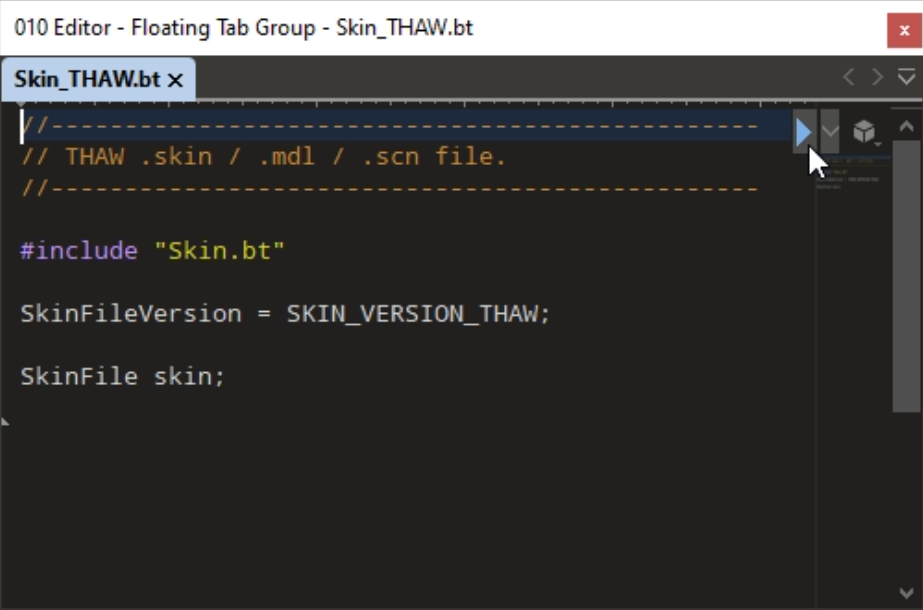 010 Editor - Floating Tab Group - Skin_THAW.bt
Skin_THAW.bt
//------------------------------------------------
// THAW .skin / .mdl / .scn file.
//------------------------------------------------
#include "Skin.bt"
SkinFileVersion = SKIN_VERSION_THAW;
SkinFile skin;